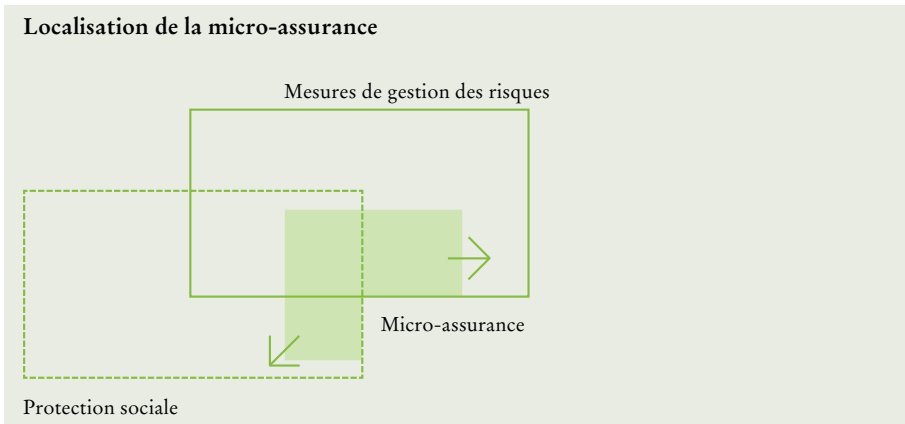 Localisation de la micro-assurance
Mesures de gestion des risques
Micro-assurance
Protection sociale